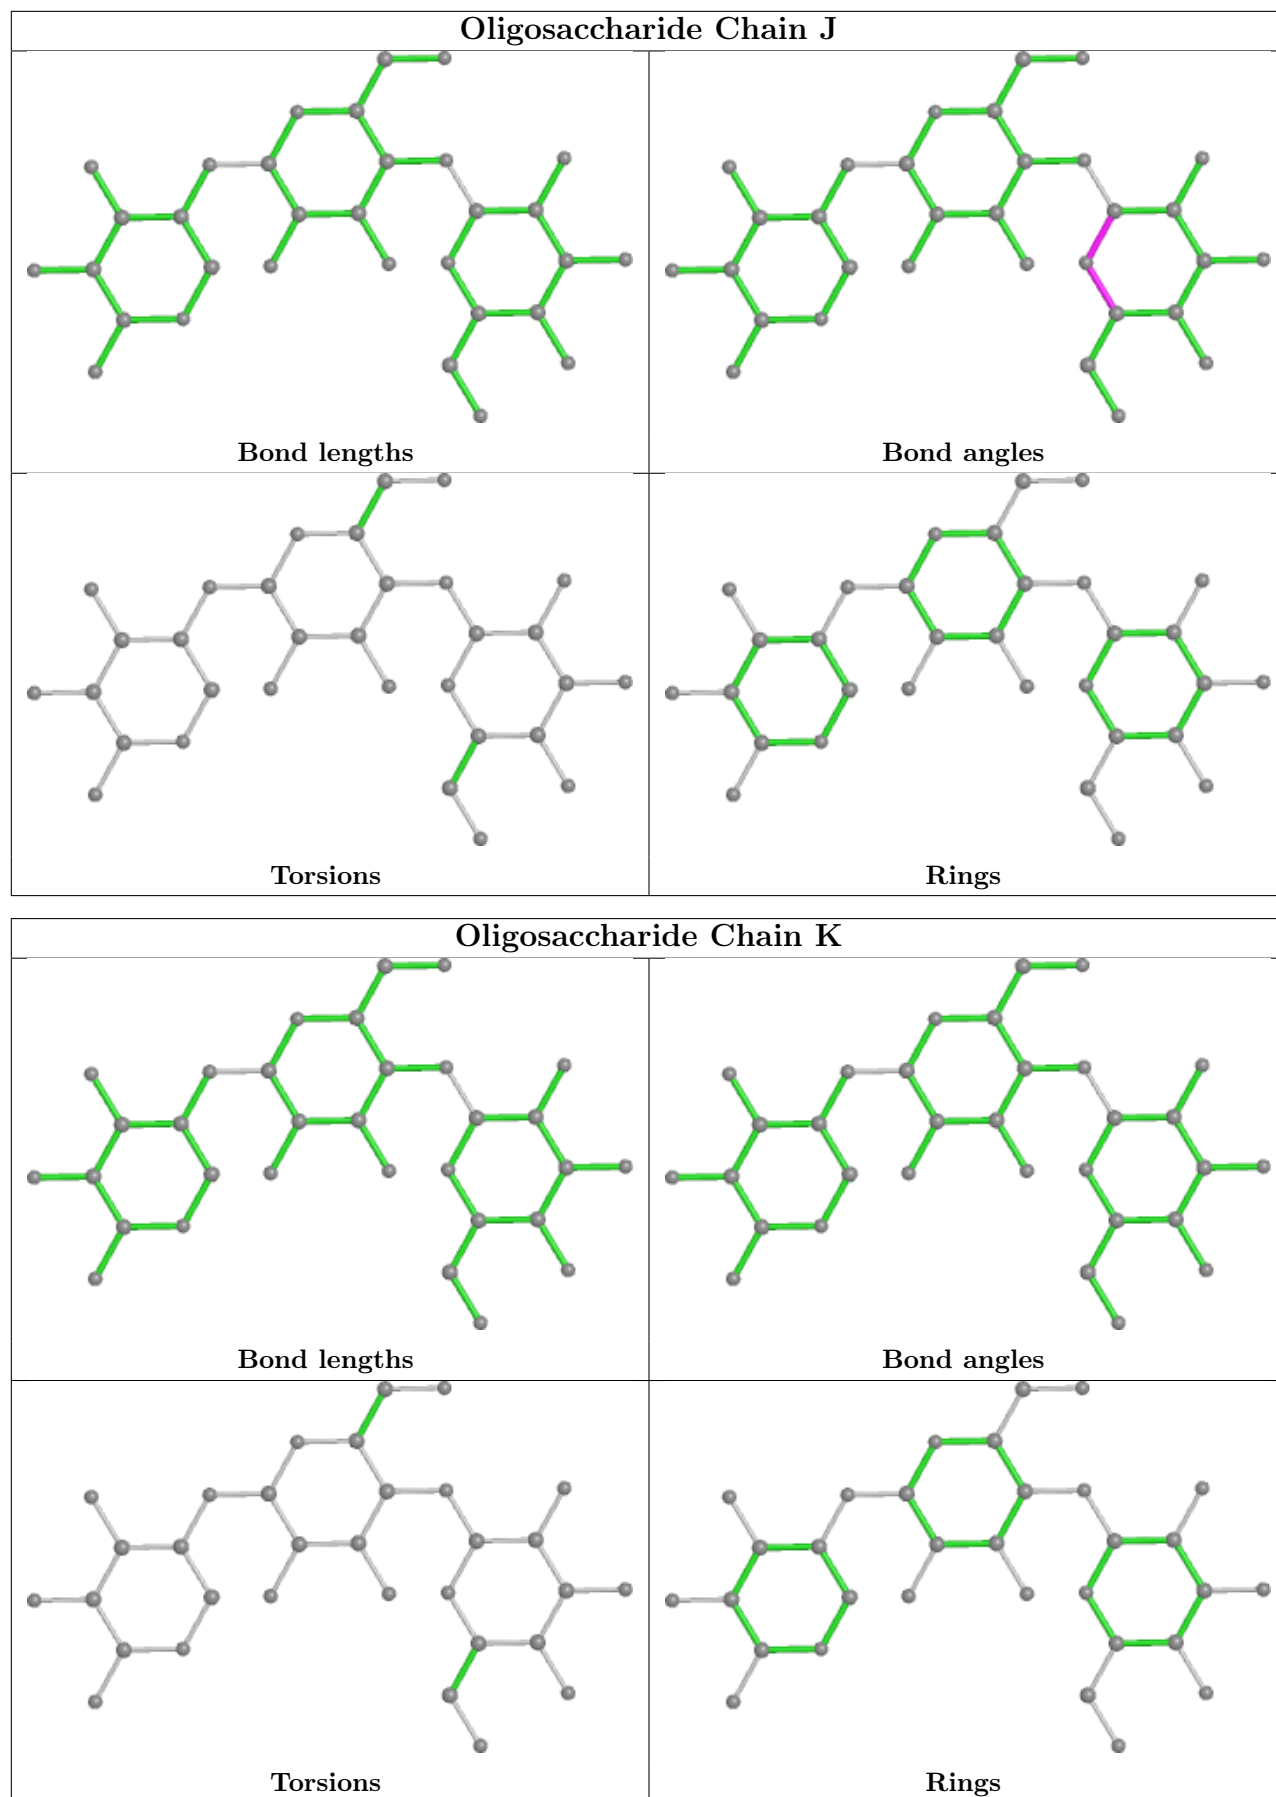 Oligosaccharide Chain J
Bond lengths
Bond angles
Torsions
Rings
Oligosaccharide Chain K
Bond lengths
Bond angles
Torsions
Rings